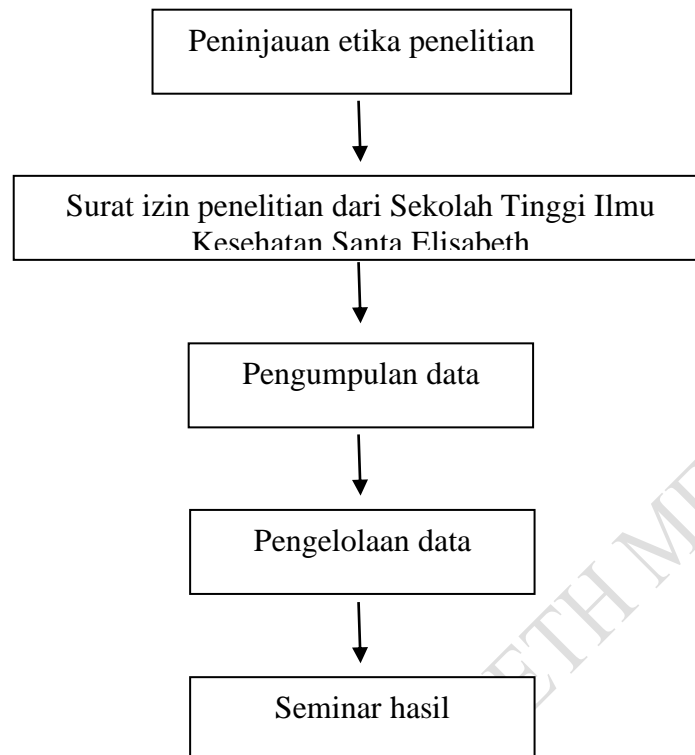 Peninjauan etika penelitian
Surat izin penelitian dari Sekolah Tinggi Ilmu
Kesehatan Santa Elisabeth
Pengumpulan data
Pengelolaan data
Seminar hasil